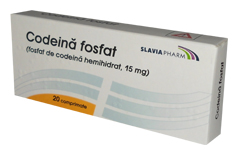 Codeină fosfat
(fosfat de codeină hemihidrat, 15 mg)
SLAVIA PHARM
20 comprimate